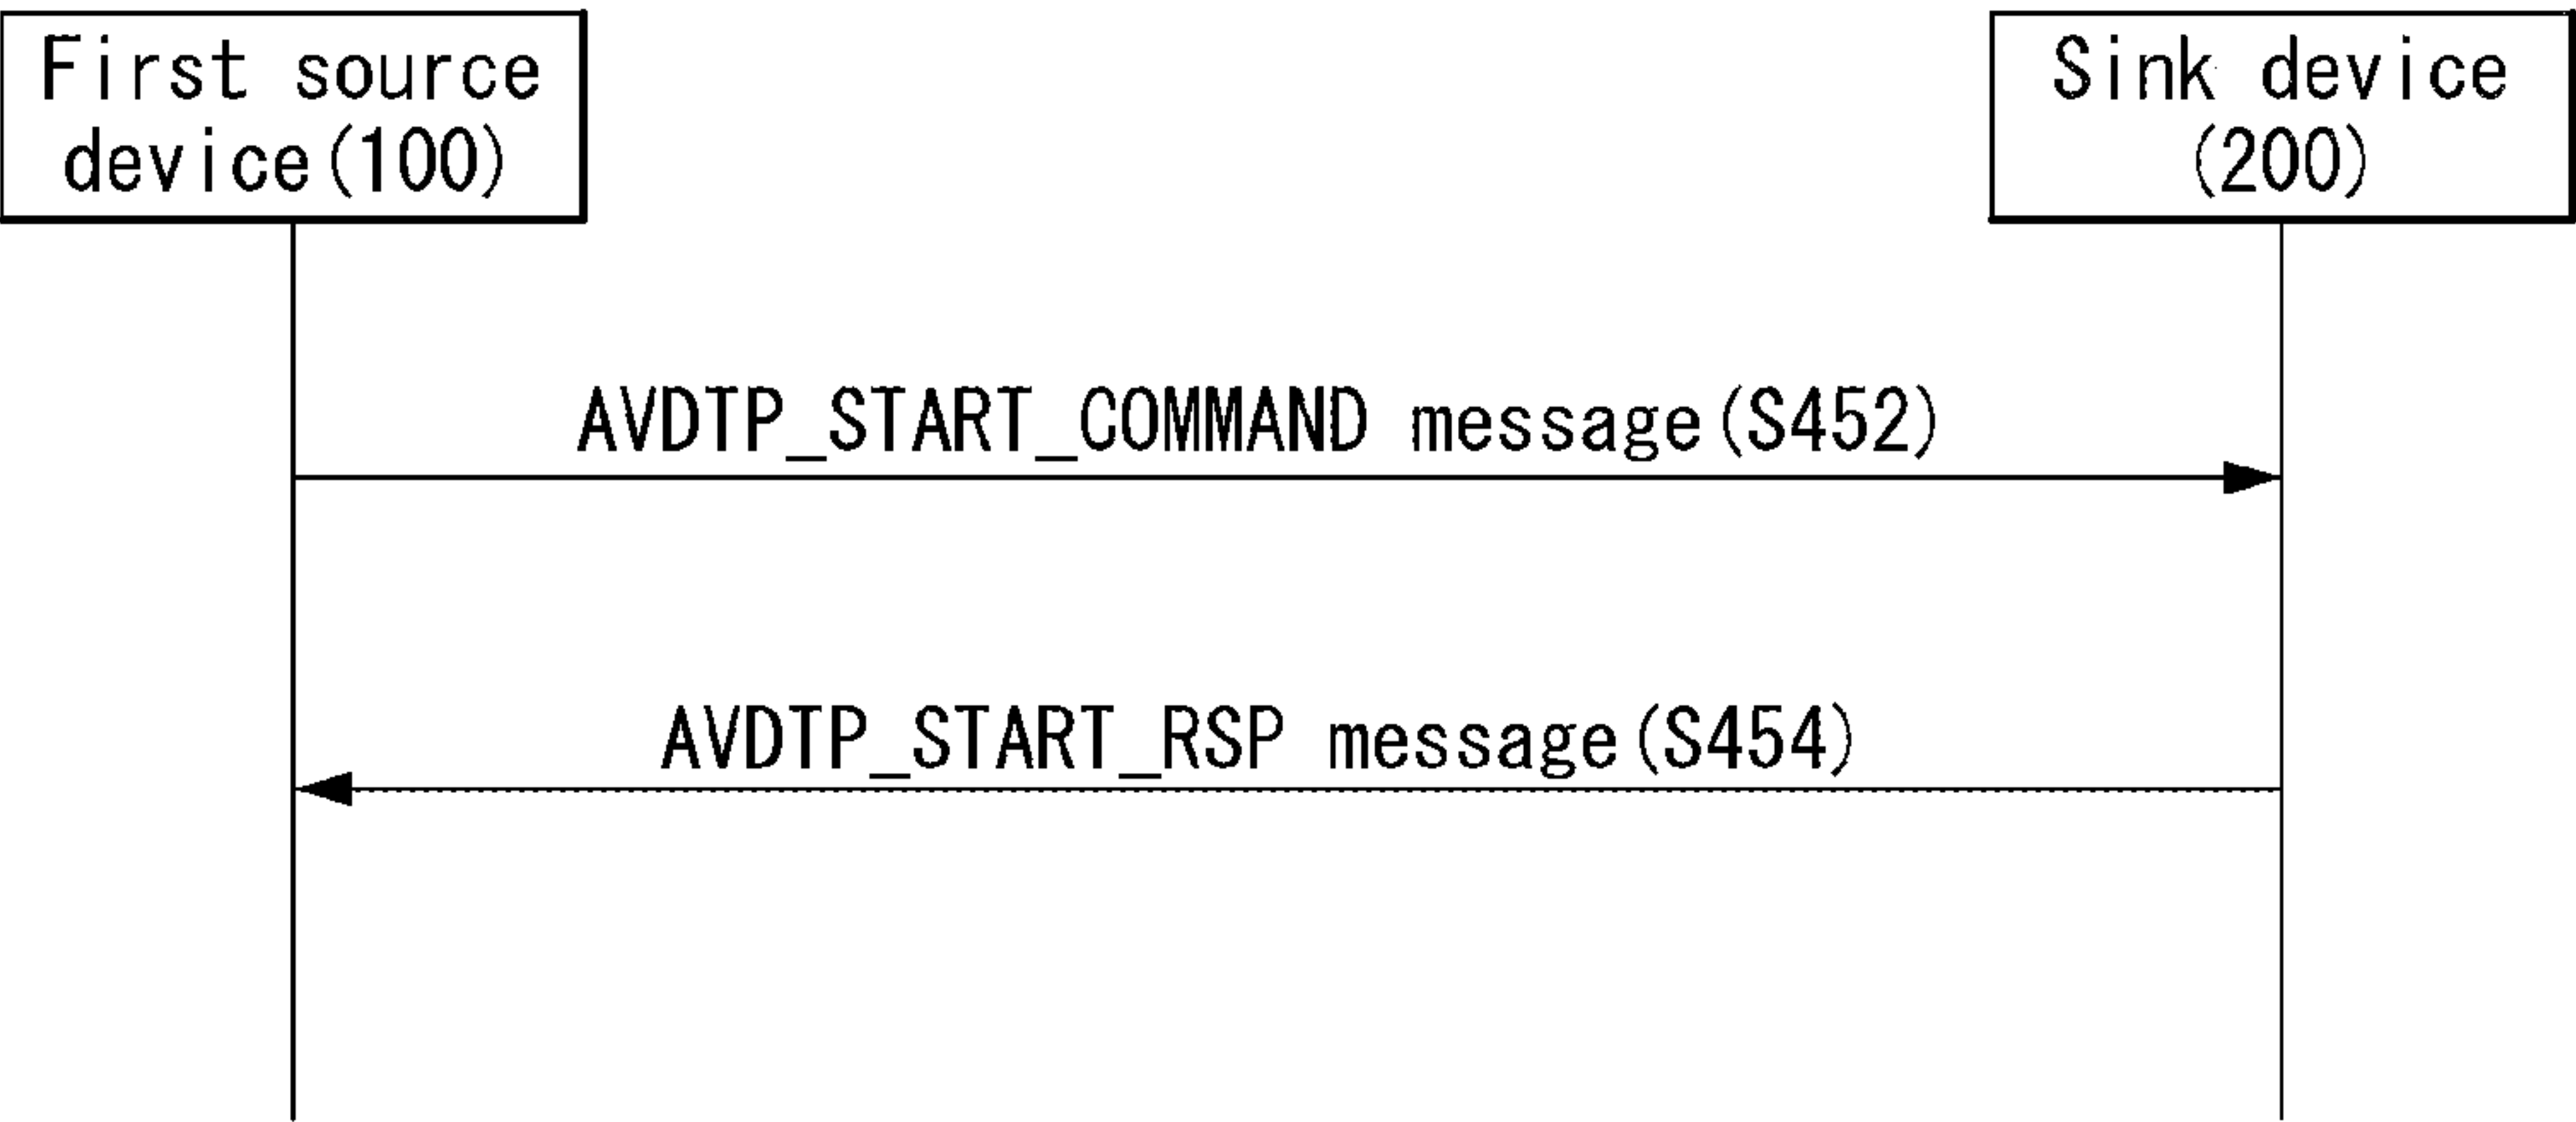 First source
device(100)
Sink device
(200)
AVDTP_START_COMMAND message(S452)
AVDTP_START_RSP message(S454)